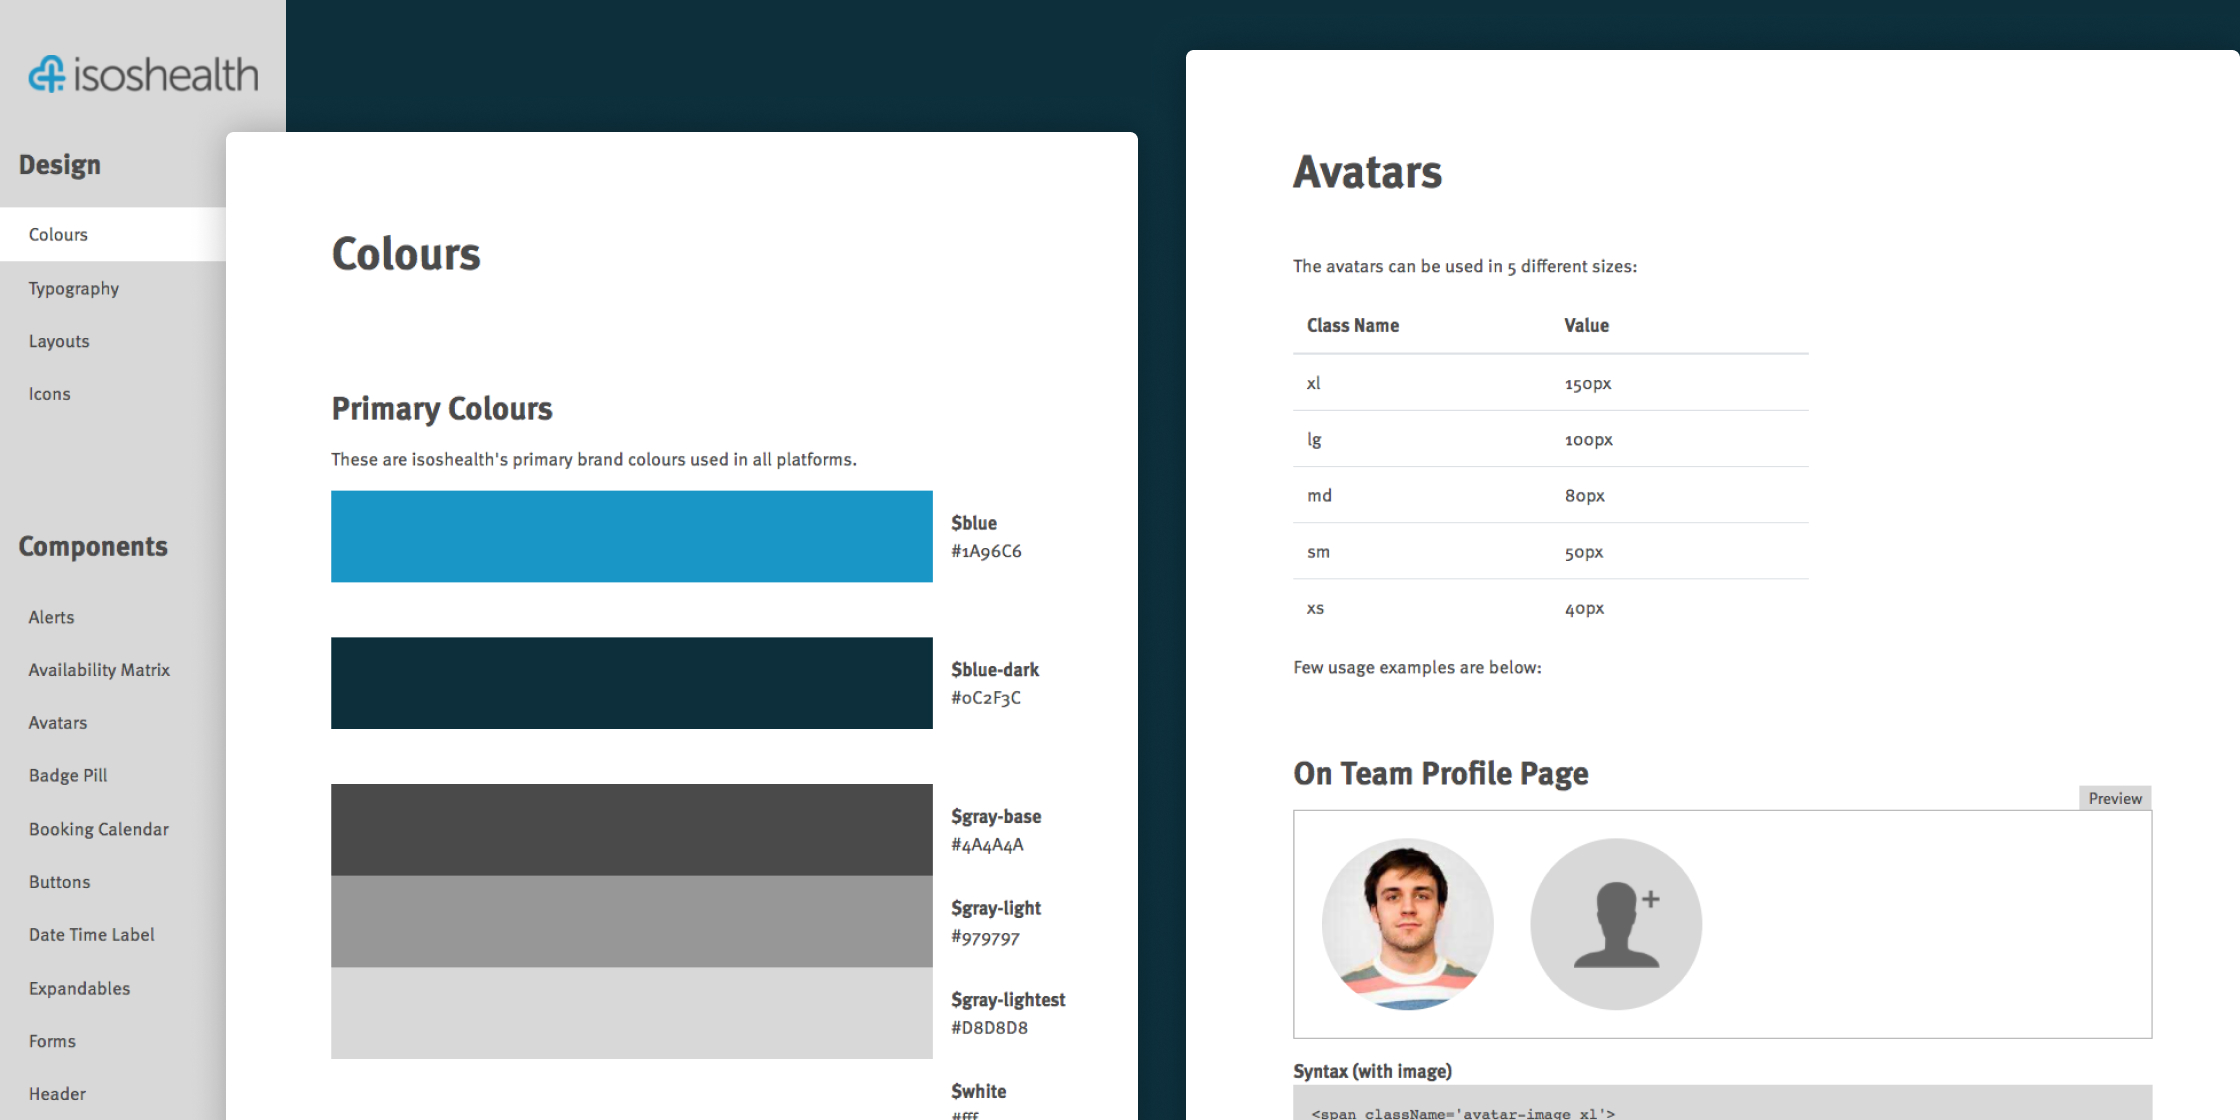 isoshealth
Design
Colours
Typography
Layouts
Icons
Components
Alerts
Availability Matrix
Avatars
Badge Pill
Booking Calendar
Buttons
Date Time Label
Expandables
Forms
Header
Colours
Primary Colours
These are isoshealth's primary brand colours used in all platforms.
$blue
#1A96C6
$blue-dark
#0C2F3C
$gray-base
#4A4A4A
$gray-light
#979797
$gray-lightest
#D8D8D8
$white
#fff
Avatars
The avatars can be used in 5 different sizes:
Class Name Value
xl 150px
lg 100px
md 80px
sm 50px
xs 40px
Few usage examples are below:
On Team Profile Page
Preview
Syntax (with image)
<span className='avatar-image xl'>